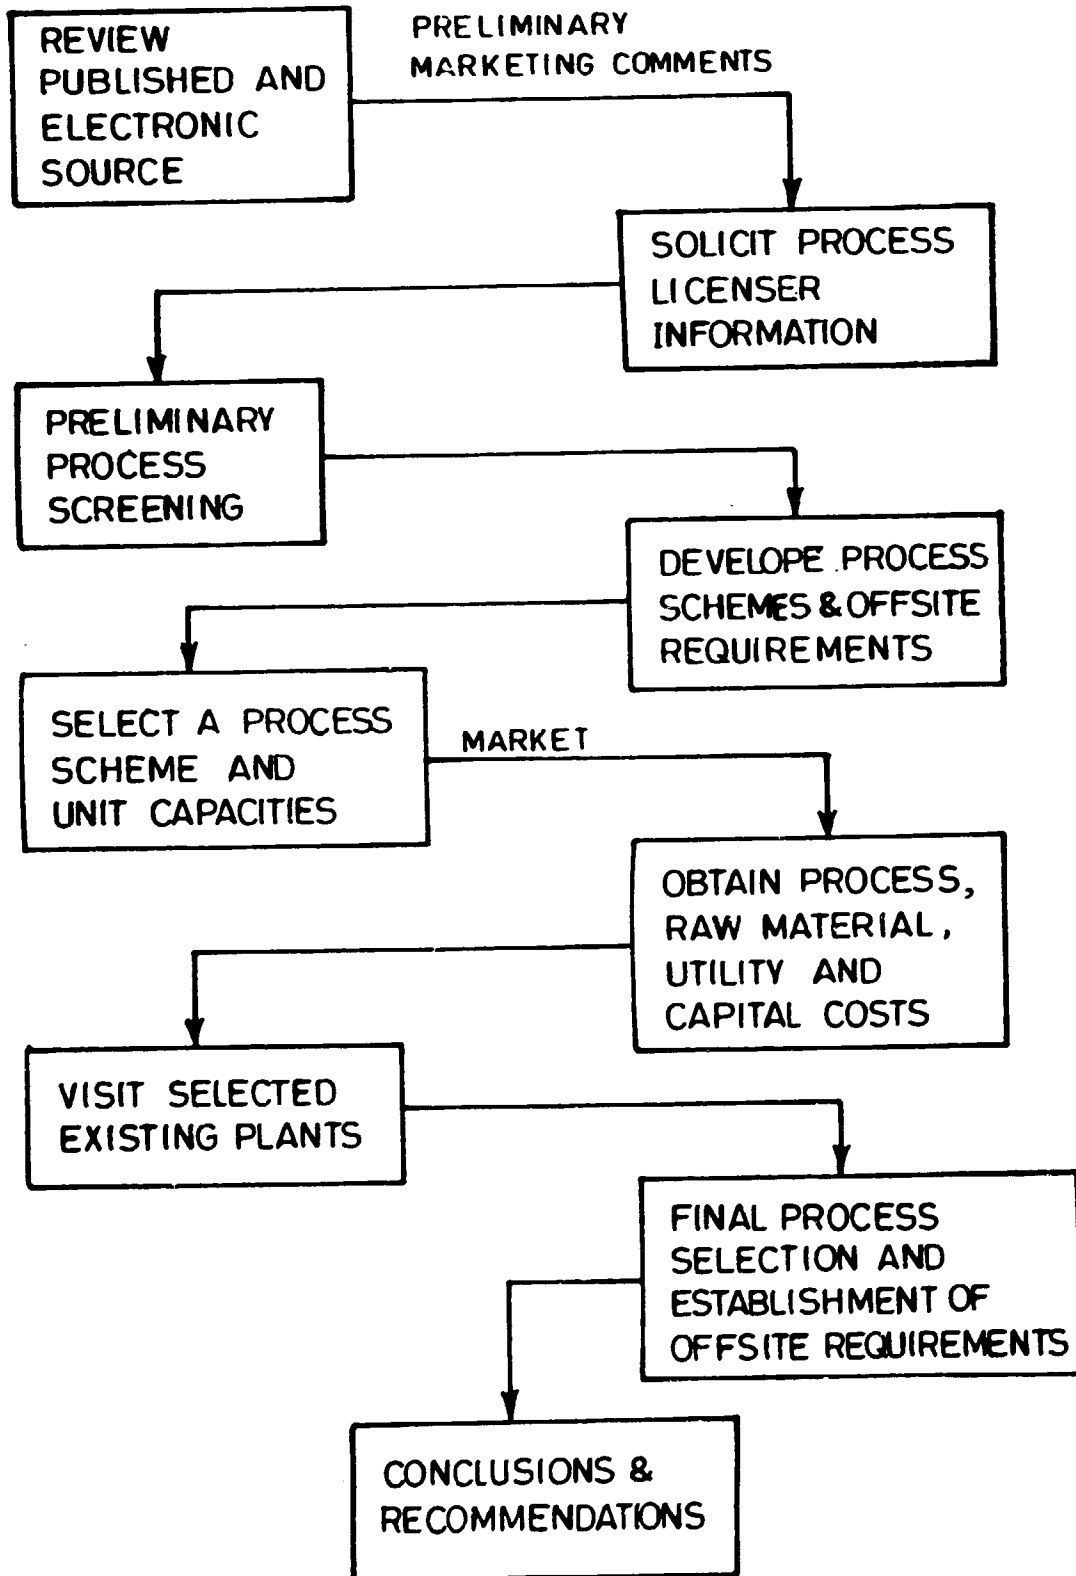 REVIEW
PUBLISHED AND
ELECTRONIC
SOURCE
PRELIMINARY
MARKETING COMMENTS
SOLICIT PROCESS
LICENSER
INFORMATION
PRELIMINARY
PROCESS
SCREENING
DEVELOPE PROCESS
SCHEMES & OFFSITE
REQUIREMENTS
SELECT A PROCESS
SCHEME AND
UNIT CAPACITIES
MARKET
OBTAIN PROCESS,
RAW MATERIAL,
UTILITY AND
CAPITAL COSTS
VISIT SELECTED
EXISTING PLANTS
FINAL PROCESS
SELECTION AND
ESTABLISHMENT OF
OFFSITE REQUIREMENTS
CONCLUSIONS &
RECOMMENDATIONS